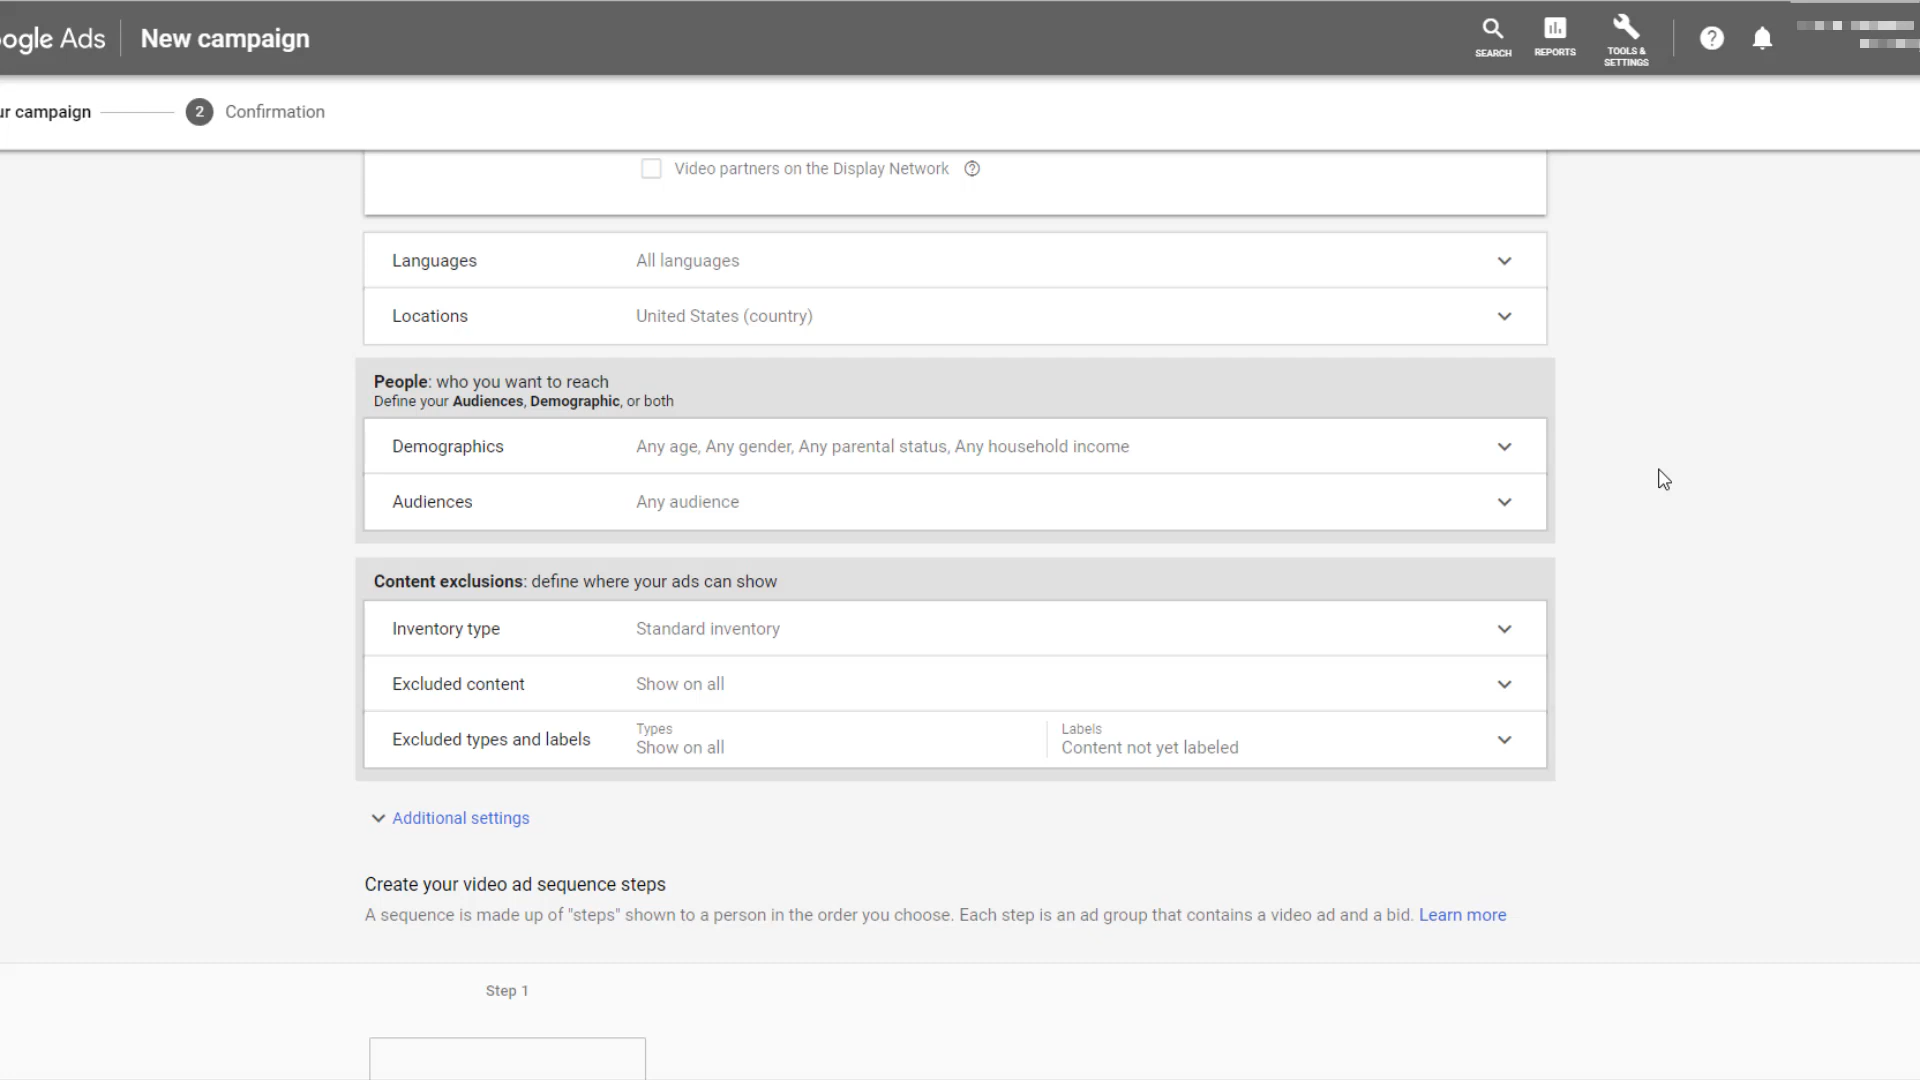 ogle Ads
New campaign
SEARCH
REPORTS
TOOLS &
SETTINGS
ur campaign
2
Confirmation
Video partners on the Display Network
Languages
All languages
Locations
United States (country)
People: who you want to reach
Define your Audiences, Demographic, or both
Demographics
Any age, Any gender, Any parental status, Any household income
Audiences
Any audience
Content exclusions: define where your ads can show
Inventory type
Standard inventory
Excluded content
Show on all
Excluded types and labels
Types
Show on all
Labels
Content not yet labeled
Additional settings
Create your video ad sequence steps
A sequence is made up of "steps" shown to a person in the order you choose. Each step is an ad group that contains a video ad and a bid. Learn more
Step 1